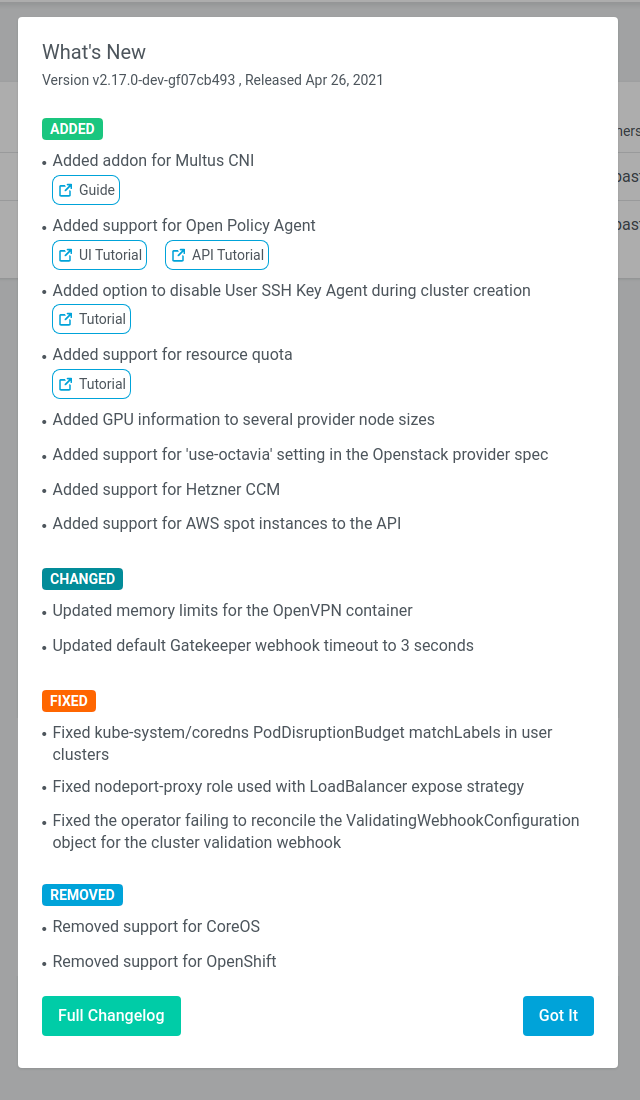 What's New
Version v2.17.0-dev-gf07cb493 , Released Apr 26, 2021
ADDED
• Added addon for Multus CNI
Guide
• Added support for Open Policy Agent
UI Tutorial API Tutorial
• Added option to disable User SSH Key Agent during cluster creation
Tutorial
• Added support for resource quota
Tutorial
• Added GPU information to several provider node sizes
• Added support for 'use-octavia' setting in the Openstack provider spec
• Added support for Hetzner CCM
• Added support for AWS spot instances to the API
CHANGED
• Updated memory limits for the OpenVPN container
• Updated default Gatekeeper webhook timeout to 3 seconds
FIXED
• Fixed kube-system/coredns PodDisruptionBudget matchLabels in user
clusters
• Fixed nodeport-proxy role used with LoadBalancer expose strategy
• Fixed the operator failing to reconcile the ValidatingWebhookConfiguration
object for the cluster validation webhook
REMOVED
• Removed support for CoreOS
• Removed support for OpenShift
Full Changelog Got It